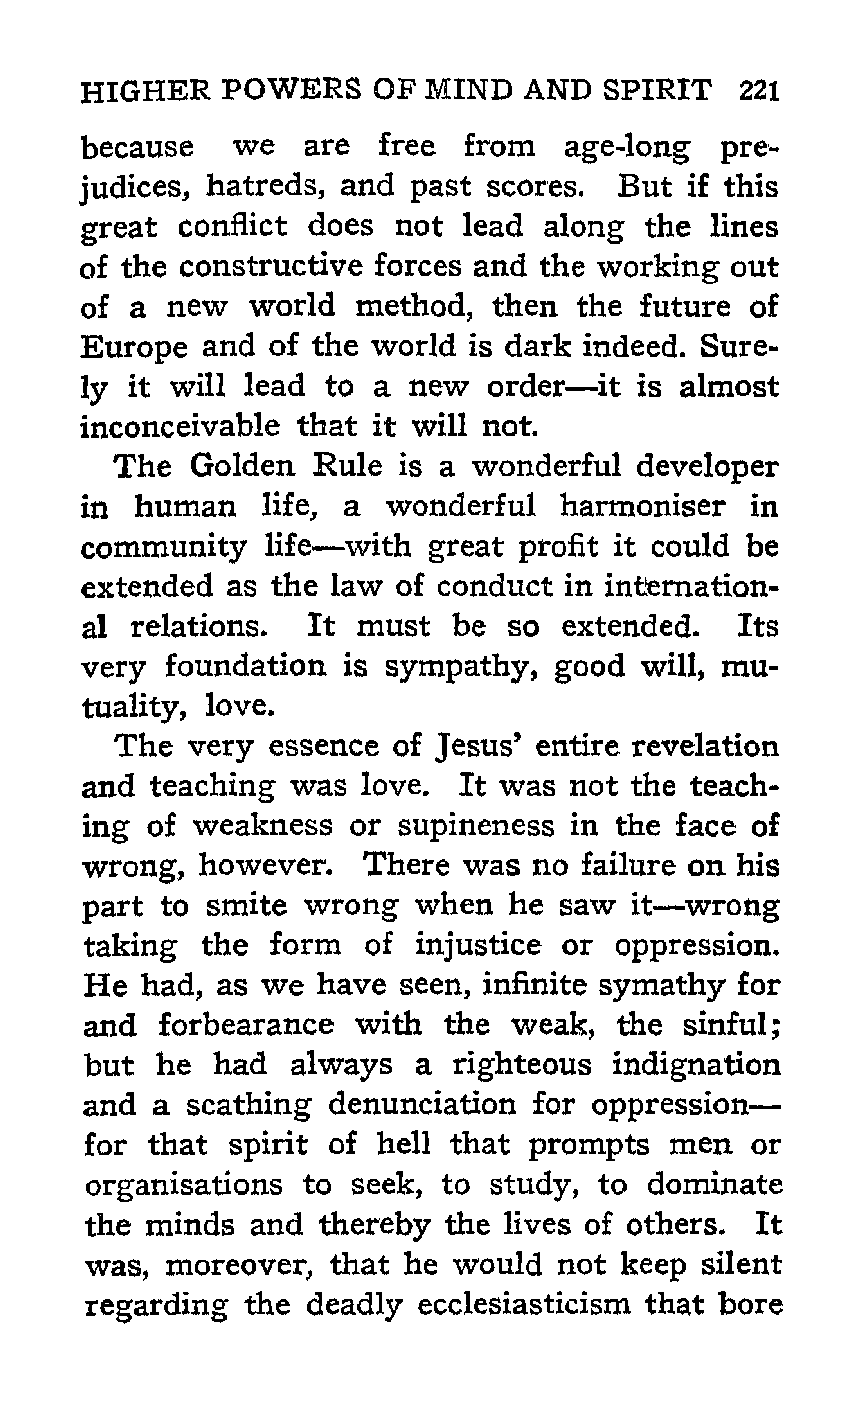 HIGHER POWERS OF MIND AND SPIRIT 221
because we are free from age-long pre-
judices, hatreds, and past scores. But if this
great conflict does not lead along the lines
of the constructive forces and the working out
of a new world method, then the future of
Europe and of the world is dark indeed. Sure-
ly it will lead to a new order—it is almost
inconceivable that it will not.
The Golden Rule is a wonderful developer
in human life, a wonderful harmoniser in
community life—with great profit it could be
extended as the law of conduct in internation-
al relations. It must be so extended. Its
very foundation is sympathy, good will, mu-
tuality, love.
The very essence of Jesus’ entire revelation
and teaching was love. It was not the teach-
ing of weakness or supineness in the face of
wrong, however. There was no failure on his
part to smite wrong when he saw it—wrong
taking the form of injustice or oppression.
He had, as we have seen, infinite symathy for
and forbearance with the weak, the sinful;
but he had always a righteous indignation
and a scathing denunciation for oppression—
for that spirit of hell that prompts men or
organisations to seek, to study, to dominate
the minds and thereby the lives of others. It
was, moreover, that he would not keep silent
regarding the deadly ecclesiasticism that bore